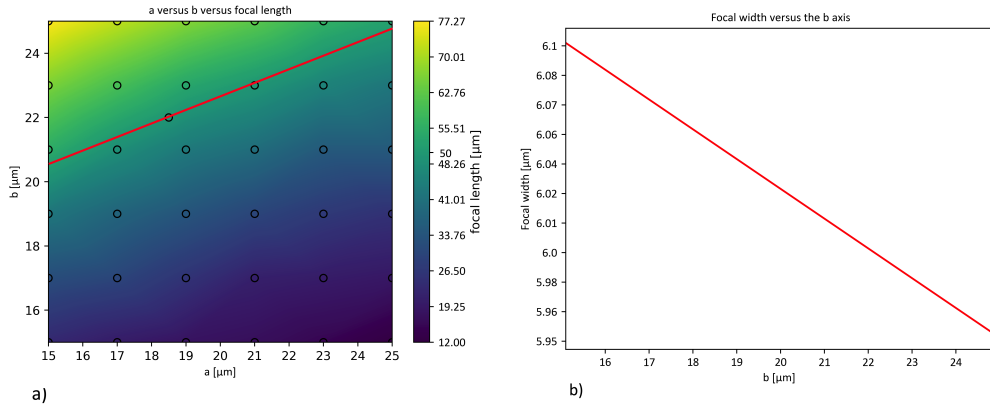 a versus b versus focal length
24
22
20
18
16
b [µm]
15 16 17 18 19 20 21 22 23 24 25
a [µm]
77.27
70.01
62.76
55.51
50
48.26
41.01
33.76
26.50
19.25
12.00
focal length [µm]
a)
Focal width versus the b axis
6.1
6.08
6.07
6.06
6.04
6.02
6.01
6.0
5.98
5.96
5.95
Focal width [µm]
16 17 18 19 20 21 22 23 24
b [µm]
b)